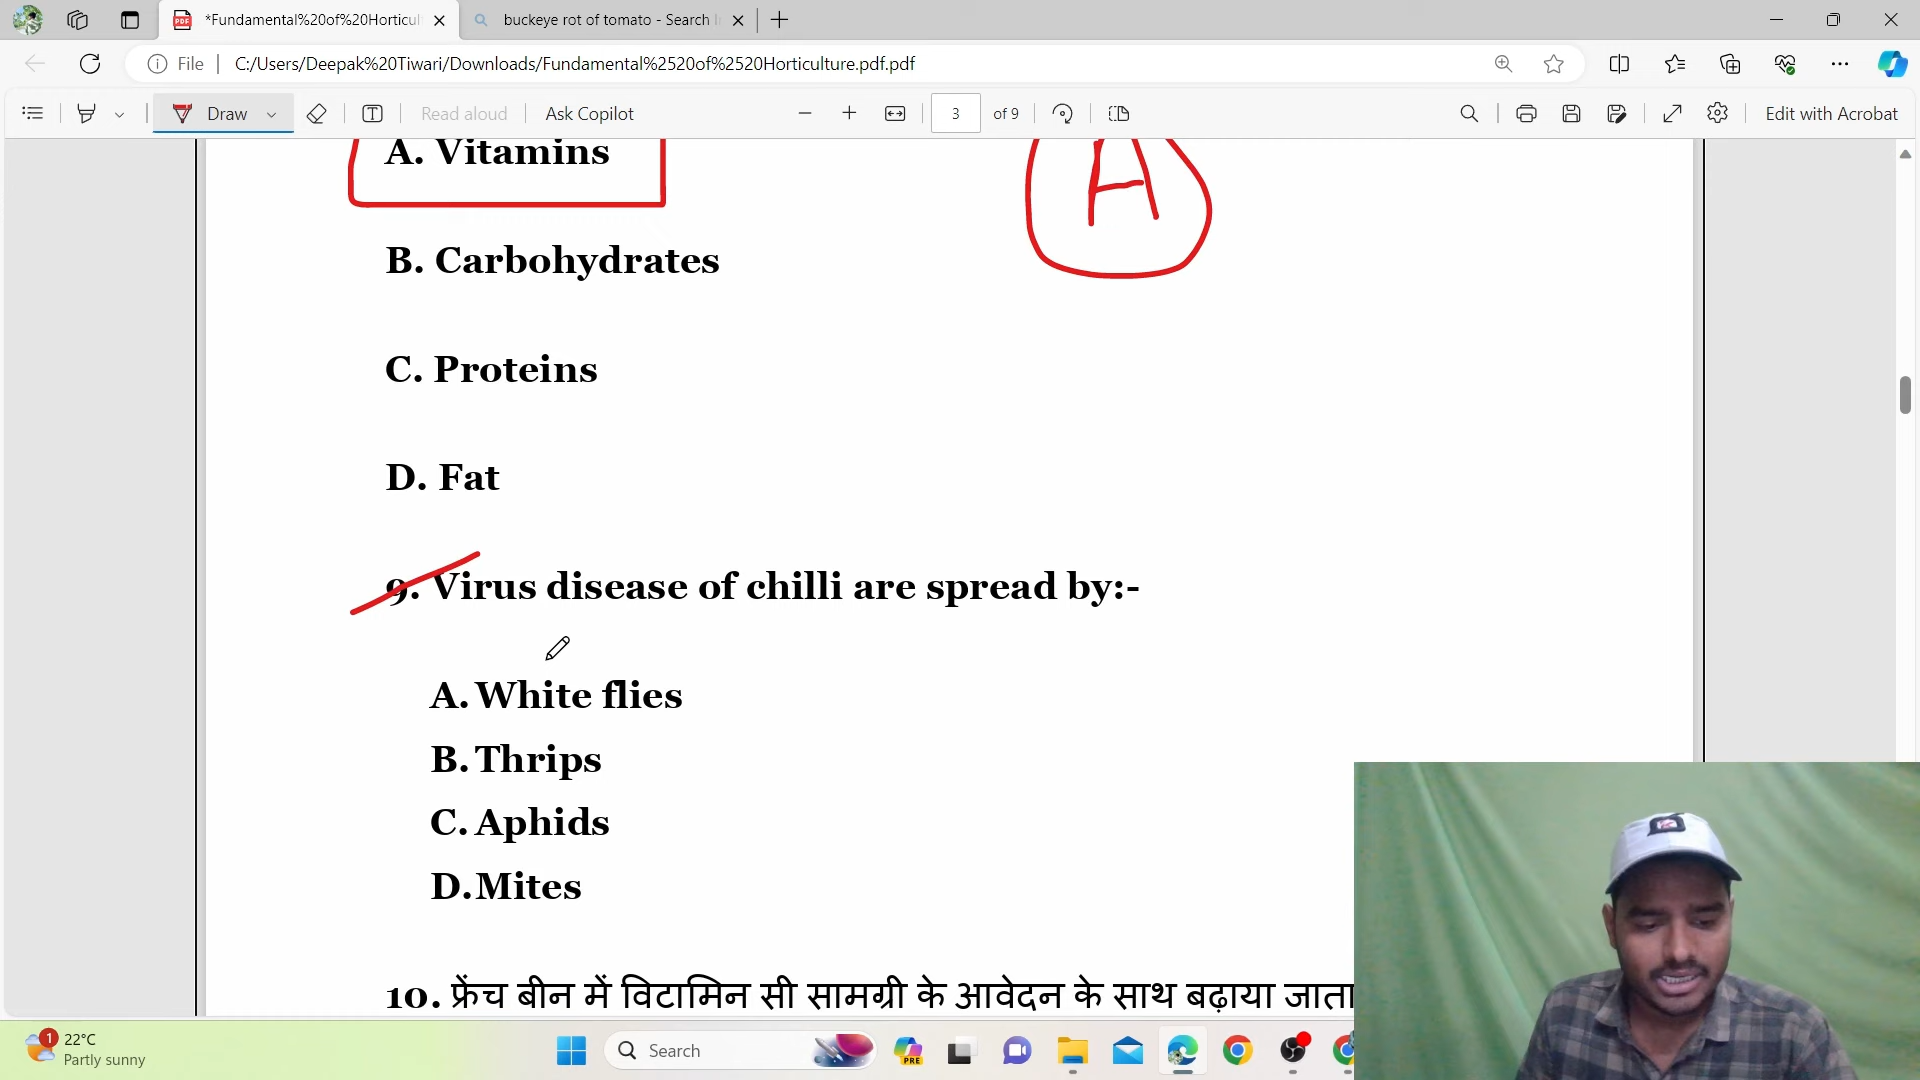 *Fundamental%20of%20Horticul
buckeye rot of tomato - Search
File
C:/Users/Deepak%20Tiwari/Downloads/Fundamental%2520of%2520Horticulture.pdf.pdf
Draw
Read aloud
Ask Copilot
3
of 9
Edit with Acrobat
A. Vitamins
A
B. Carbohydrates
C. Proteins
D. Fat
9. Virus disease of chilli are spread by:-
A. White flies
B. Thrips
C. Aphids
D. Mites
10. फ्रेंच बीन में विटामिन सी सामग्री के आवेदन के साथ बढ़ाया जाता
1
22°C
Partly sunny
Search
PRE